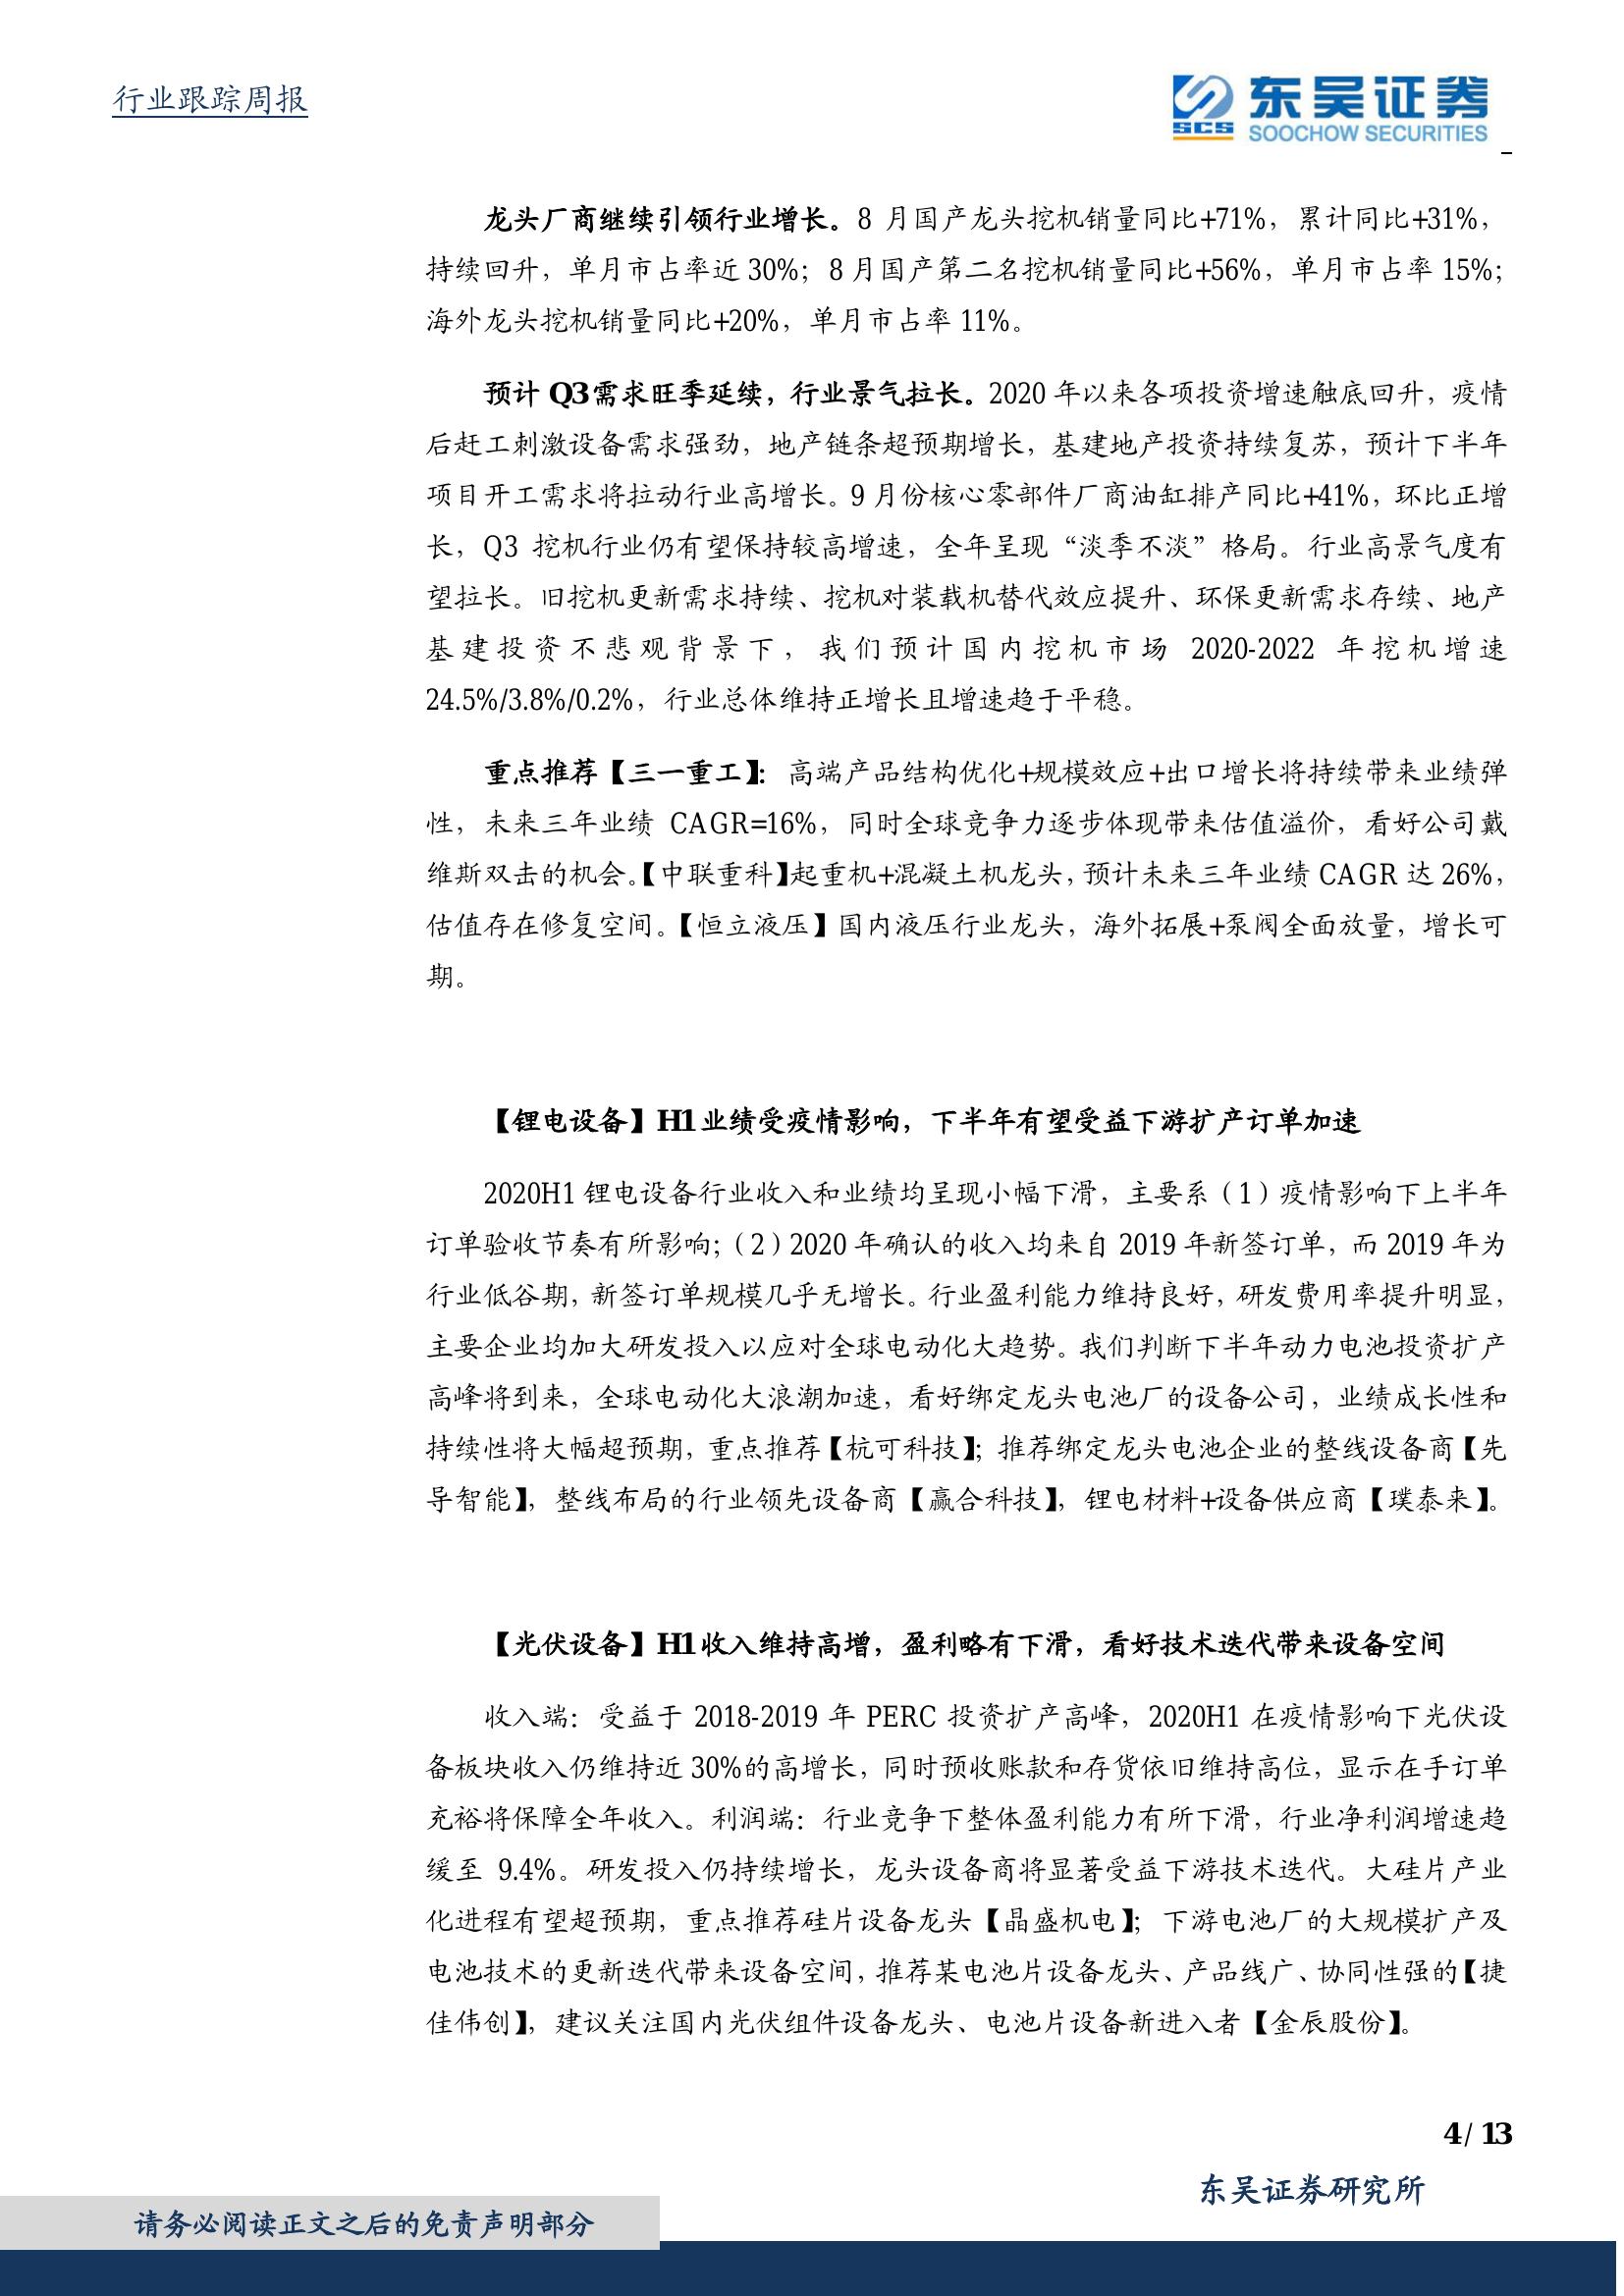 行业跟踪周报
SCS 东吴证券
SOOCHOW SECURITIES
龙头厂商继续引领行业增长。8 月国产龙头挖机销量同比+71%，累计同比+31%，
持续回升，单月市占率近 30%；8 月国产第二名挖机销量同比+56%，单月市占率 15%；
海外龙头挖机销量同比+20%，单月市占率 11%。
预计 Q3 需求旺季延续，行业景气拉长。2020 年以来各项投资增速触底回升，疫情
后赶工刺激设备需求强劲，地产链条超预期增长，基建地产投资持续复苏，预计下半年
项目开工需求将拉动行业高增长。9 月份核心零部件厂商油缸排产同比+41%，环比正增
长，Q3 挖机行业仍有望保持较高增速，全年呈现“淡季不淡”格局。行业高景气度有
望拉长。旧挖机更新需求持续、挖机对装载机替代效应提升、环保更新需求存续、地产
基建投资不悲观背景下，我们预计国内挖机市场 2020-2022 年挖机增速
24.5%/3.8%/0.2%，行业总体维持正增长且增速趋于平稳。
重点推荐【三一重工】：高端产品结构优化+规模效应+出口增长将持续带来业绩弹
性，未来三年业绩 CAGR=16%，同时全球竞争力逐步体现带来估值溢价，看好公司戴
维斯双击的机会。【中联重科】起重机+混凝土机龙头，预计未来三年业绩 CAGR 达 26%，
估值存在修复空间。【恒立液压】国内液压行业龙头，海外拓展+泵阀全面放量，增长可
期。
【锂电设备】H1 业绩受疫情影响，下半年有望受益下游扩产订单加速
2020H1 锂电设备行业收入和业绩均呈现小幅下滑，主要系（1）疫情影响下上半年
订单验收节奏有所影响；（2）2020 年确认的收入均来自 2019 年新签订单，而 2019 年为
行业低谷期，新签订单规模几乎无增长。行业盈利能力维持良好，研发费用率提升明显，
主要企业均加大研发投入以应对全球电动化大趋势。我们判断下半年动力电池投资扩产
高峰将到来，全球电动化大浪潮加速，看好绑定龙头电池厂的设备公司，业绩成长性和
持续性将大幅超预期，重点推荐【杭可科技】；推荐绑定龙头电池企业的整线设备商【先
导智能】，整线布局的行业领先设备商【赢合科技】，锂电材料+设备供应商【璞泰来】。
【光伏设备】H1 收入维持高增，盈利略有下滑，看好技术迭代带来设备空间
收入端：受益于 2018-2019 年 PERC 投资扩产高峰，2020H1 在疫情影响下光伏设
备板块收入仍维持近 30%的高增长，同时预收账款和存货依旧维持高位，显示在手订单
充裕将保障全年收入。利润端：行业竞争下整体盈利能力有所下滑，行业净利润增速趋
缓至 9.4%。研发投入仍持续增长，龙头设备商将显著受益下游技术迭代。大硅片产业
化进程有望超预期，重点推荐硅片设备龙头【晶盛机电】；下游电池厂的大规模扩产及
电池技术的更新迭代带来设备空间，推荐某电池片设备龙头、产品线广、协同性强的【捷
佳伟创】，建议关注国内光伏组件设备龙头、电池片设备新进入者【金辰股份】。
4 / 13
东吴证券研究所
请务必阅读正文之后的免责声明部分